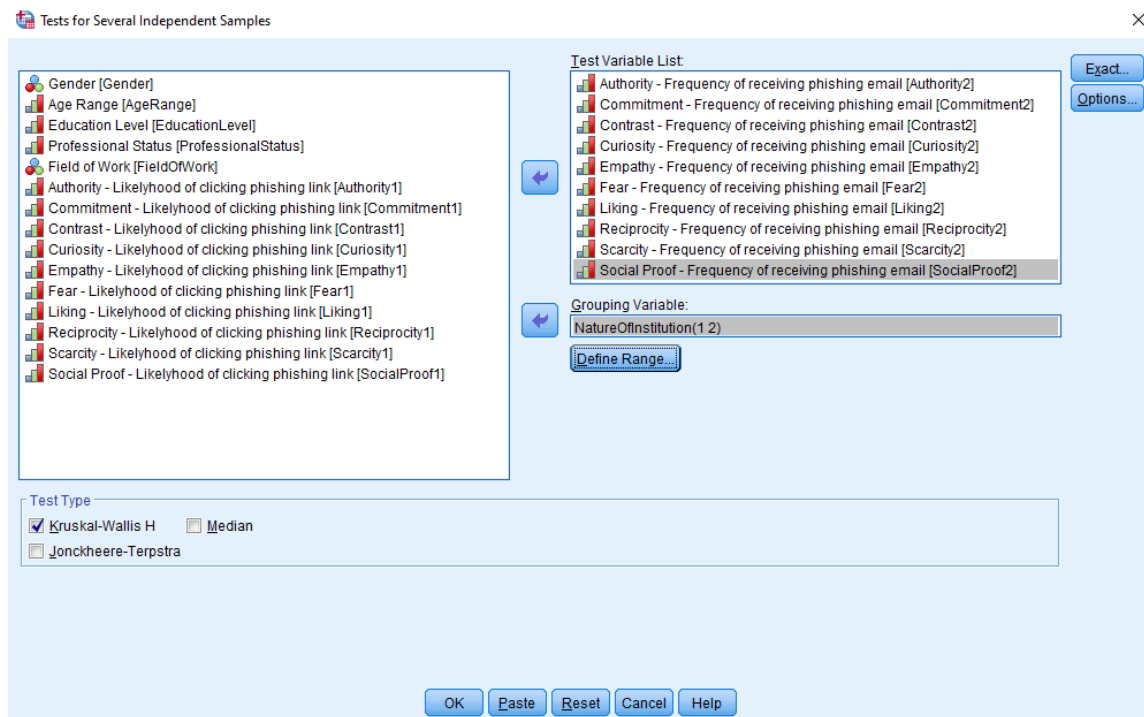 Tests for Several Independent Samples
Gender [Gender]
Age Range [AgeRange]
Education Level [EducationLevel]
Professional Status [ProfessionalStatus]
Field of Work [FieldOfWork]
Authority - Likelyhood of clicking phishing link [Authority1]
Commitment - Likelyhood of clicking phishing link [Commitment1]
Contrast - Likelyhood of clicking phishing link [Contrast1]
Curiosity - Likelyhood of clicking phishing link [Curiosity1]
Empathy - Likelyhood of clicking phishing link [Empathy1]
Fear - Likelyhood of clicking phishing link [Fear1]
Liking - Likelyhood of clicking phishing link [Liking1]
Reciprocity - Likelyhood of clicking phishing link [Reciprocity1]
Scarcity - Likelyhood of clicking phishing link [Scarcity1]
Social Proof - Likelyhood of clicking phishing link [SocialProof1]
Test Variable List:
Authority - Frequency of receiving phishing email [Authority2]
Commitment - Frequency of receiving phishing email [Commitment2]
Contrast - Frequency of receiving phishing email [Contrast2]
Curiosity - Frequency of receiving phishing email [Curiosity2]
Empathy - Frequency of receiving phishing email [Empathy2]
Fear - Frequency of receiving phishing email [Fear2]
Liking - Frequency of receiving phishing email [Liking2]
Reciprocity - Frequency of receiving phishing email [Reciprocity2]
Scarcity - Frequency of receiving phishing email [Scarcity2]
Social Proof - Frequency of receiving phishing email [SocialProof2]
Grouping Variable:
NatureOfInstitution(1 2)
Define Range...
Exact...
Options...
Test Type
Kruskal-Wallis H
Median
Jonckheere-Terpstra
OK
Paste
Reset
Cancel
Help